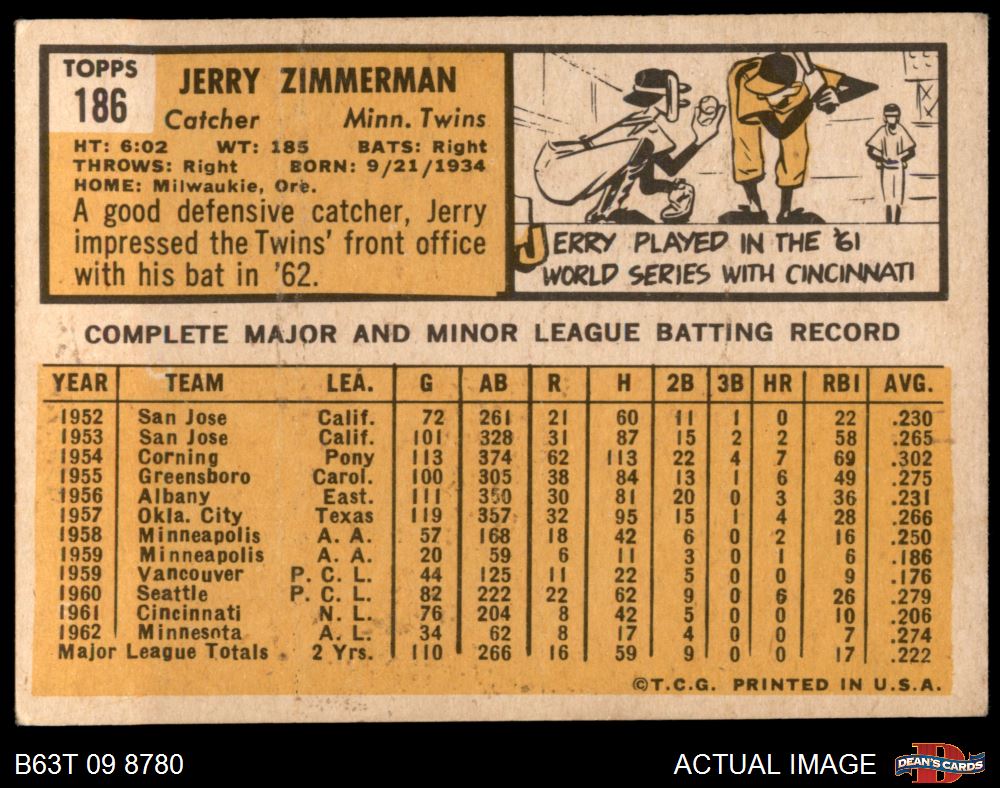 TOPPS
186
JERRY ZIMMERMAN
Catcher Minn. Twins
HT: 6:02 WT: 185 BATS: Right
THROWS: Right BORN: 9/21/1934
HOME: Milwaukie, Ore.
A good defensive catcher, Jerry
impressed the Twins' front office
with his bat in '62.
JERRY PLAYED IN THE '61
WORLD SERIES WITH CINCINNATI
COMPLETE MAJOR AND MINOR LEAGUE BATTING RECORD
YEAR TEAM LEA. G AB R H 2B 3B HR RBI AVG.
1952 San Jose Calif. 72 261 21 60 11 1 0 22 .230
1953 San Jose Calif. 101 328 31 87 15 2 2 58 .265
1954 Corning Pony 113 374 62 113 22 4 7 69 .302
1955 Greensboro Carol. 100 305 38 84 13 1 6 49 .275
1956 Albany East. 111 350 30 81 20 0 3 36 .231
1957 Okla. City Texas 119 357 32 95 15 1 4 28 .266
1958 Minneapolis A. A. 57 168 18 42 6 0 2 16 .250
1959 Minneapolis A. A. 20 59 6 11 3 0 1 6 .186
1959 Vancouver P. C. L. 44 125 11 22 5 0 0 9 .176
1960 Seattle P. C. L. 82 222 22 62 9 0 6 26 .279
1961 Cincinnati N. L. 76 204 8 42 5 0 0 10 .206
1962 Minnesota A. L. 34 62 8 17 4 0 0 7 .274
Major League Totals 2 Yrs. 110 266 16 59 9 0 0 17 .222
©T.C.G. PRINTED IN U.S.A.
B63T 09 8780 ACTUAL IMAGE
D
DEAN'S CARDS